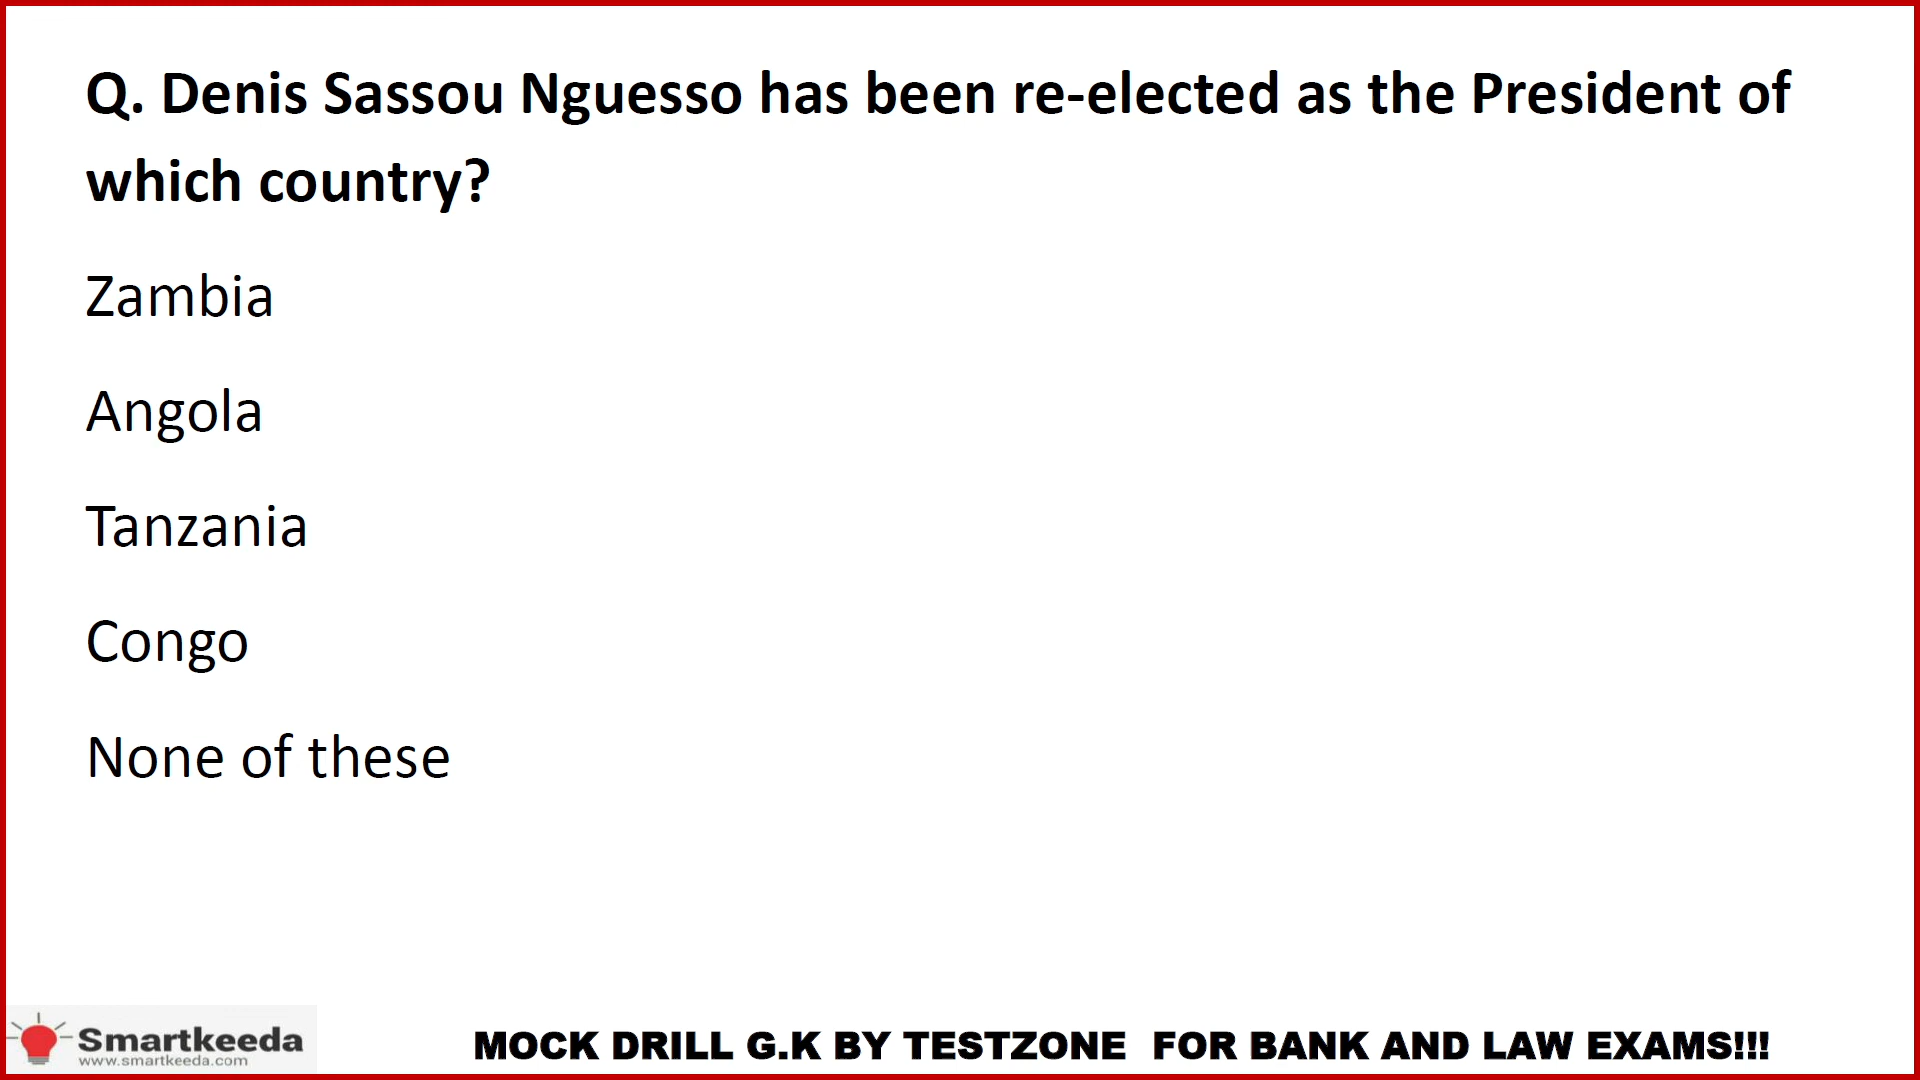 Q. Denis Sassou Nguesso has been re-elected as the President of
which country?
Zambia
Angola
Tanzania
Congo
None of these
Smartkeeda
www.smartkeeda.com
MOCK DRILL G.K BY TESTZONE  FOR BANK AND LAW EXAMS!!!